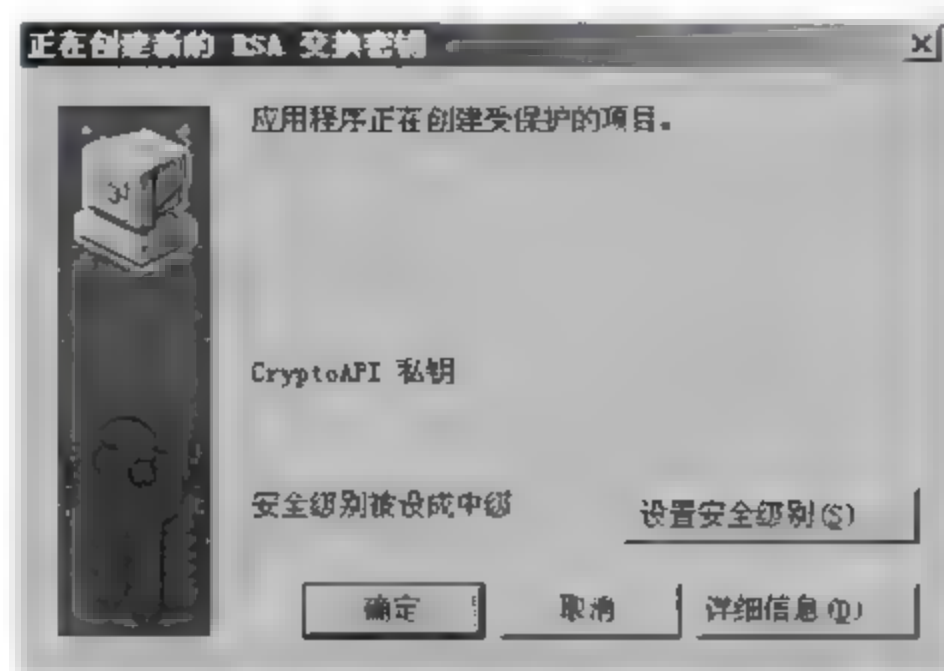 正在创建新的 RSA 交换密钥
应用程序正在创建受保护的项目。
CryptoAPI 私钥
安全级别被设成中级
设置安全级别(S)
确定
取消
详细信息(D)